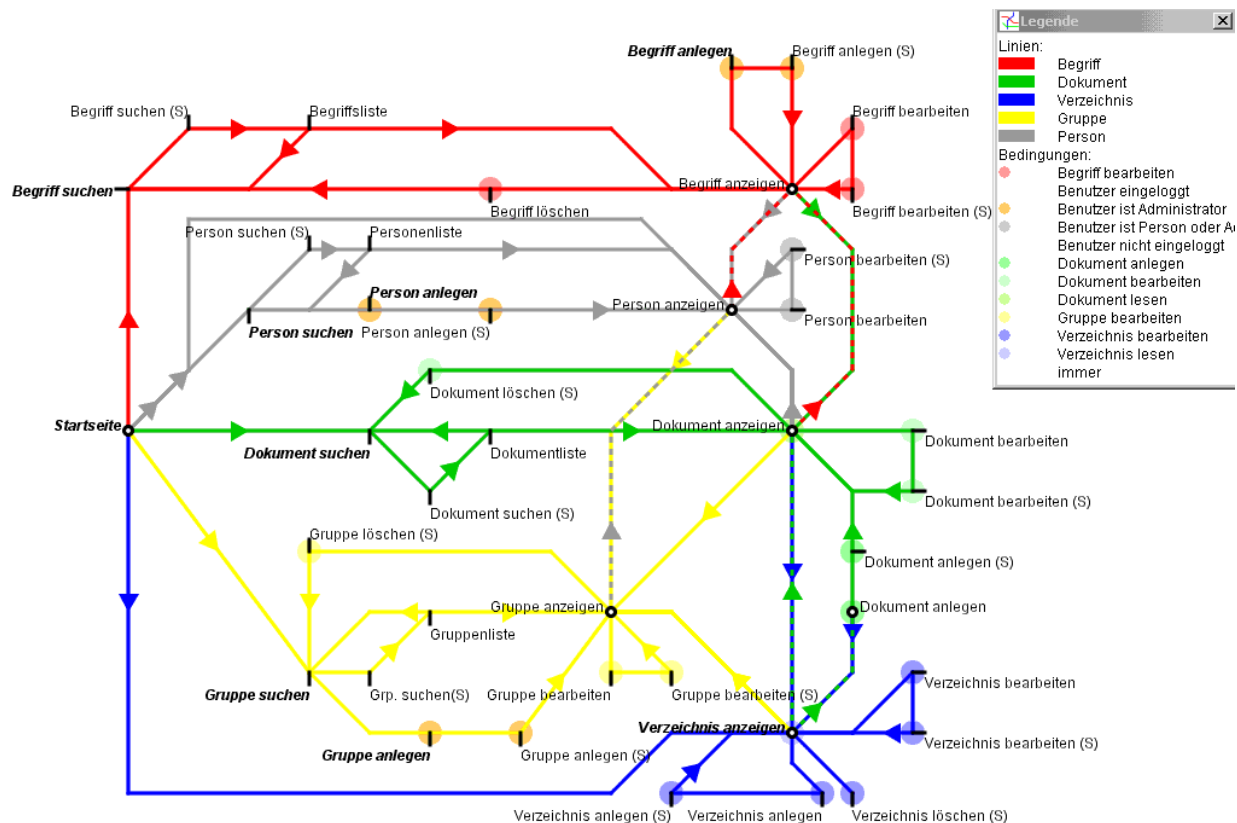 Legende
Linien:
Begriff
Dokument
Verzeichnis
Gruppe
Person
Bedingungen:
Begriff bearbeiten
Benutzer eingeloggt
Benutzer ist Administrator
Benutzer ist Person oder Ad
Benutzer nicht eingeloggt
Dokument anlegen
Dokument bearbeiten
Dokument lesen
Gruppe bearbeiten
Verzeichnis bearbeiten
Verzeichnis lesen
immer
Begriff anlegen
Begriff anlegen (S)
Begriff suchen (S)
Begriffsliste
Begriff bearbeiten
Begriff suchen
Begriff anzeigen
Begriff löschen
Begriff bearbeiten (S)
Person suchen (S)
Personenliste
Person bearbeiten (S)
Person anlegen
Person anzeigen
Person suchen
Person anlegen (S)
Person bearbeiten
Dokument löschen (S)
Startseite
Dokument suchen
Dokumentliste
Dokument anzeigen
Dokument bearbeiten
Dokument suchen (S)
Dokument bearbeiten (S)
Gruppe löschen (S)
Dokument anlegen (S)
Gruppe anzeigen
Dokument anlegen
Gruppenliste
Gruppe suchen
Grp. suchen(S)
Gruppe bearbeiten
Gruppe bearbeiten (S)
Verzeichnis bearbeiten
Verzeichnis anzeigen
Gruppe anlegen
Gruppe anlegen (S)
Verzeichnis bearbeiten (S)
Verzeichnis anlegen (S)
Verzeichnis anlegen
Verzeichnis löschen (S)